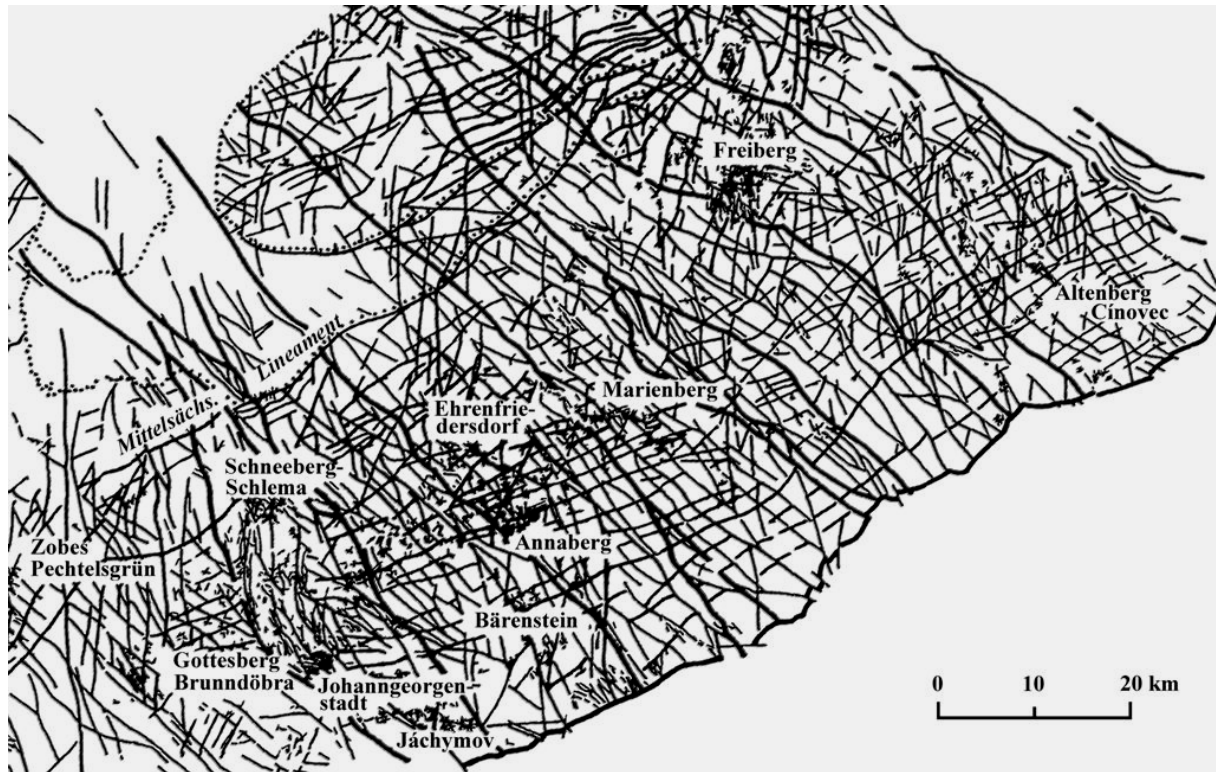 Freiberg
Altenberg
Cínovec
Mittelsächs. Lineament
Marienberg
Ehrenfrie-
dersdorf
Schneeberg-
Schlema
Annaberg
Zobes
Pechtelsgrün
Bärenstein
Gottesberg
Brunndöbra
Johanngeorgen-
stadt
Jáchymov
0 10 20 km